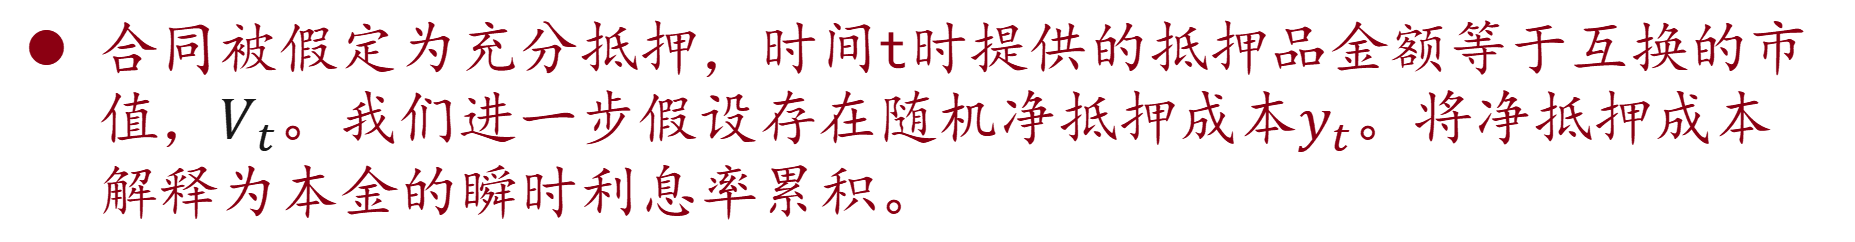 ● 合同被假定为充分抵押，时间t时提供的抵押品金额等于互换的市
值，V_t。我们进一步假设存在随机净抵押成本y_t。将净抵押成本
解释为本金的瞬时利息率累积。